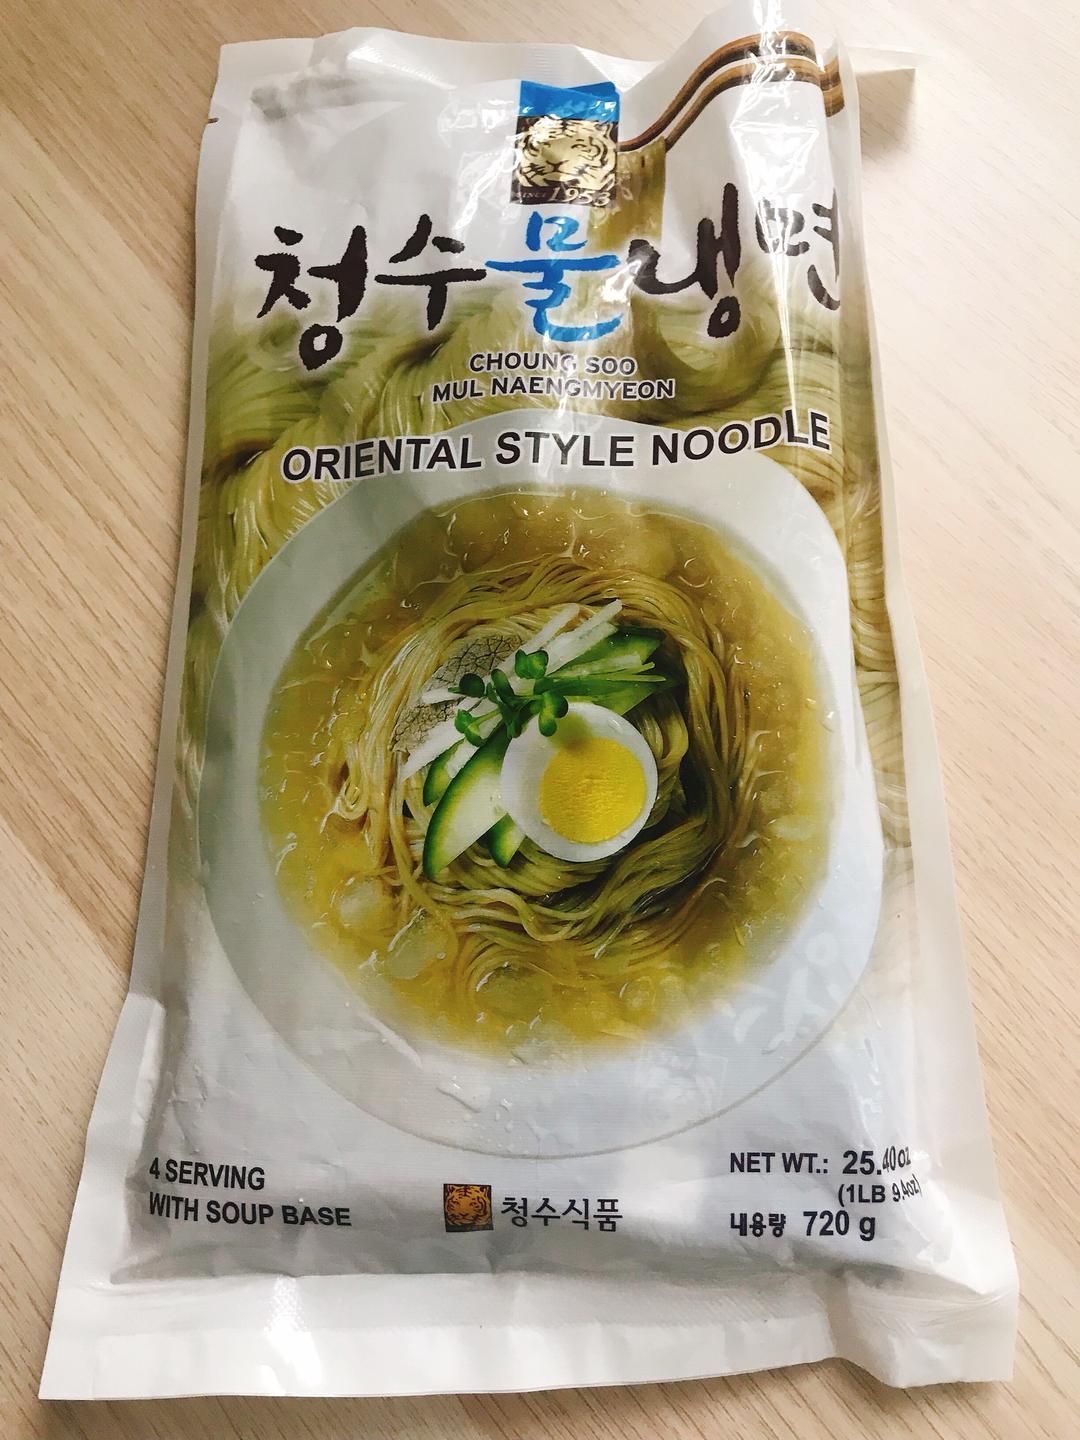 SINCE 1953
청수물냉면
CHOUNG SOO
MUL NAENGMYEON
ORIENTAL STYLE NOODLE
4 SERVING
WITH SOUP BASE
청수식품
NET WT.: 25.40oz
(1LB 9.4oz)
내용량 720 g